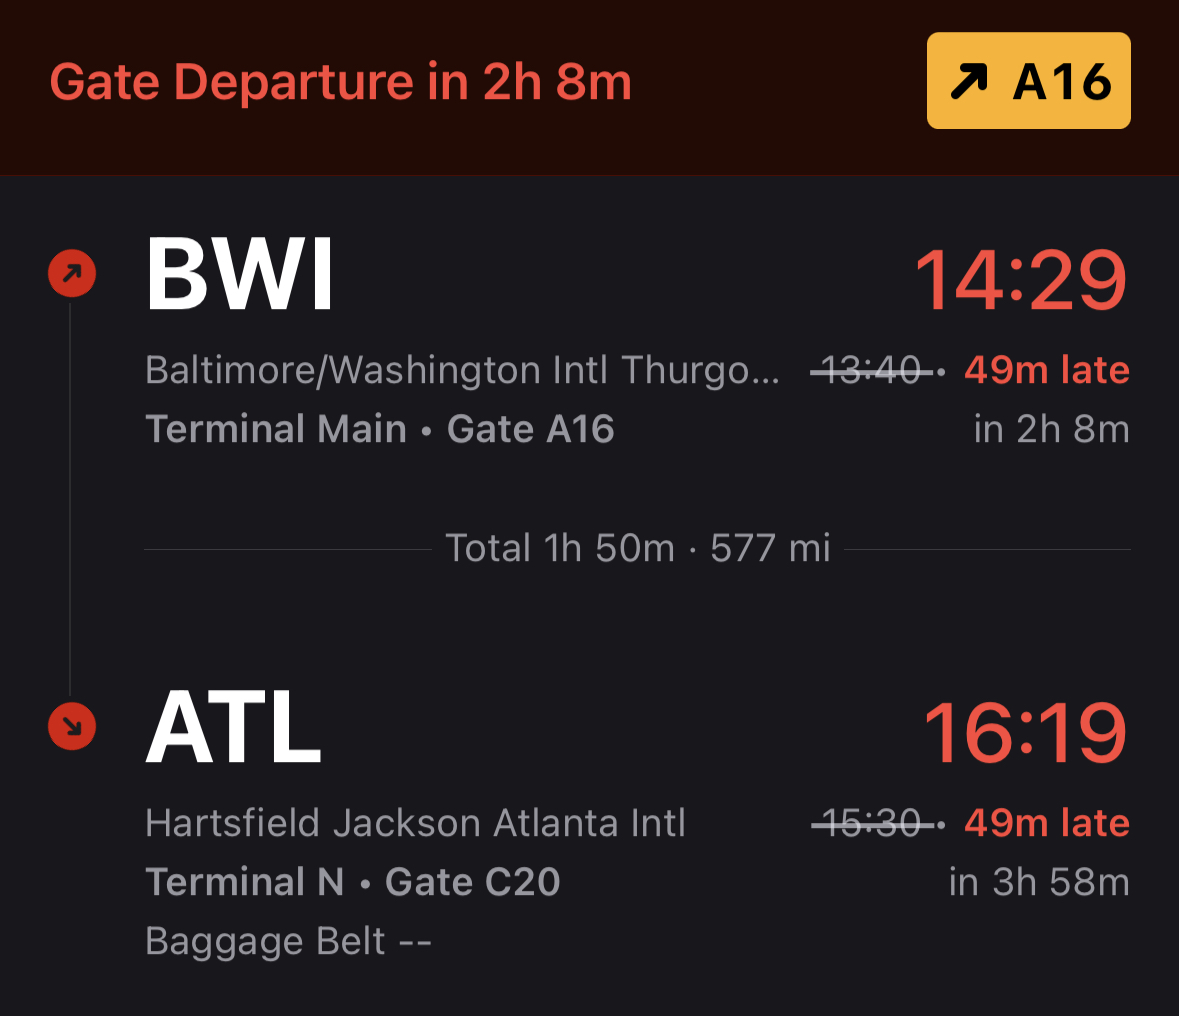 Gate Departure in 2h 8m
A16
BWI
14:29
Baltimore/Washington Intl Thurgo... 13:40 • 49m late
Terminal Main • Gate A16
in 2h 8m
Total 1h 50m · 577 mi
ATL
16:19
Hartsfield Jackson Atlanta Intl
15:30 • 49m late
Terminal N • Gate C20
in 3h 58m
Baggage Belt --